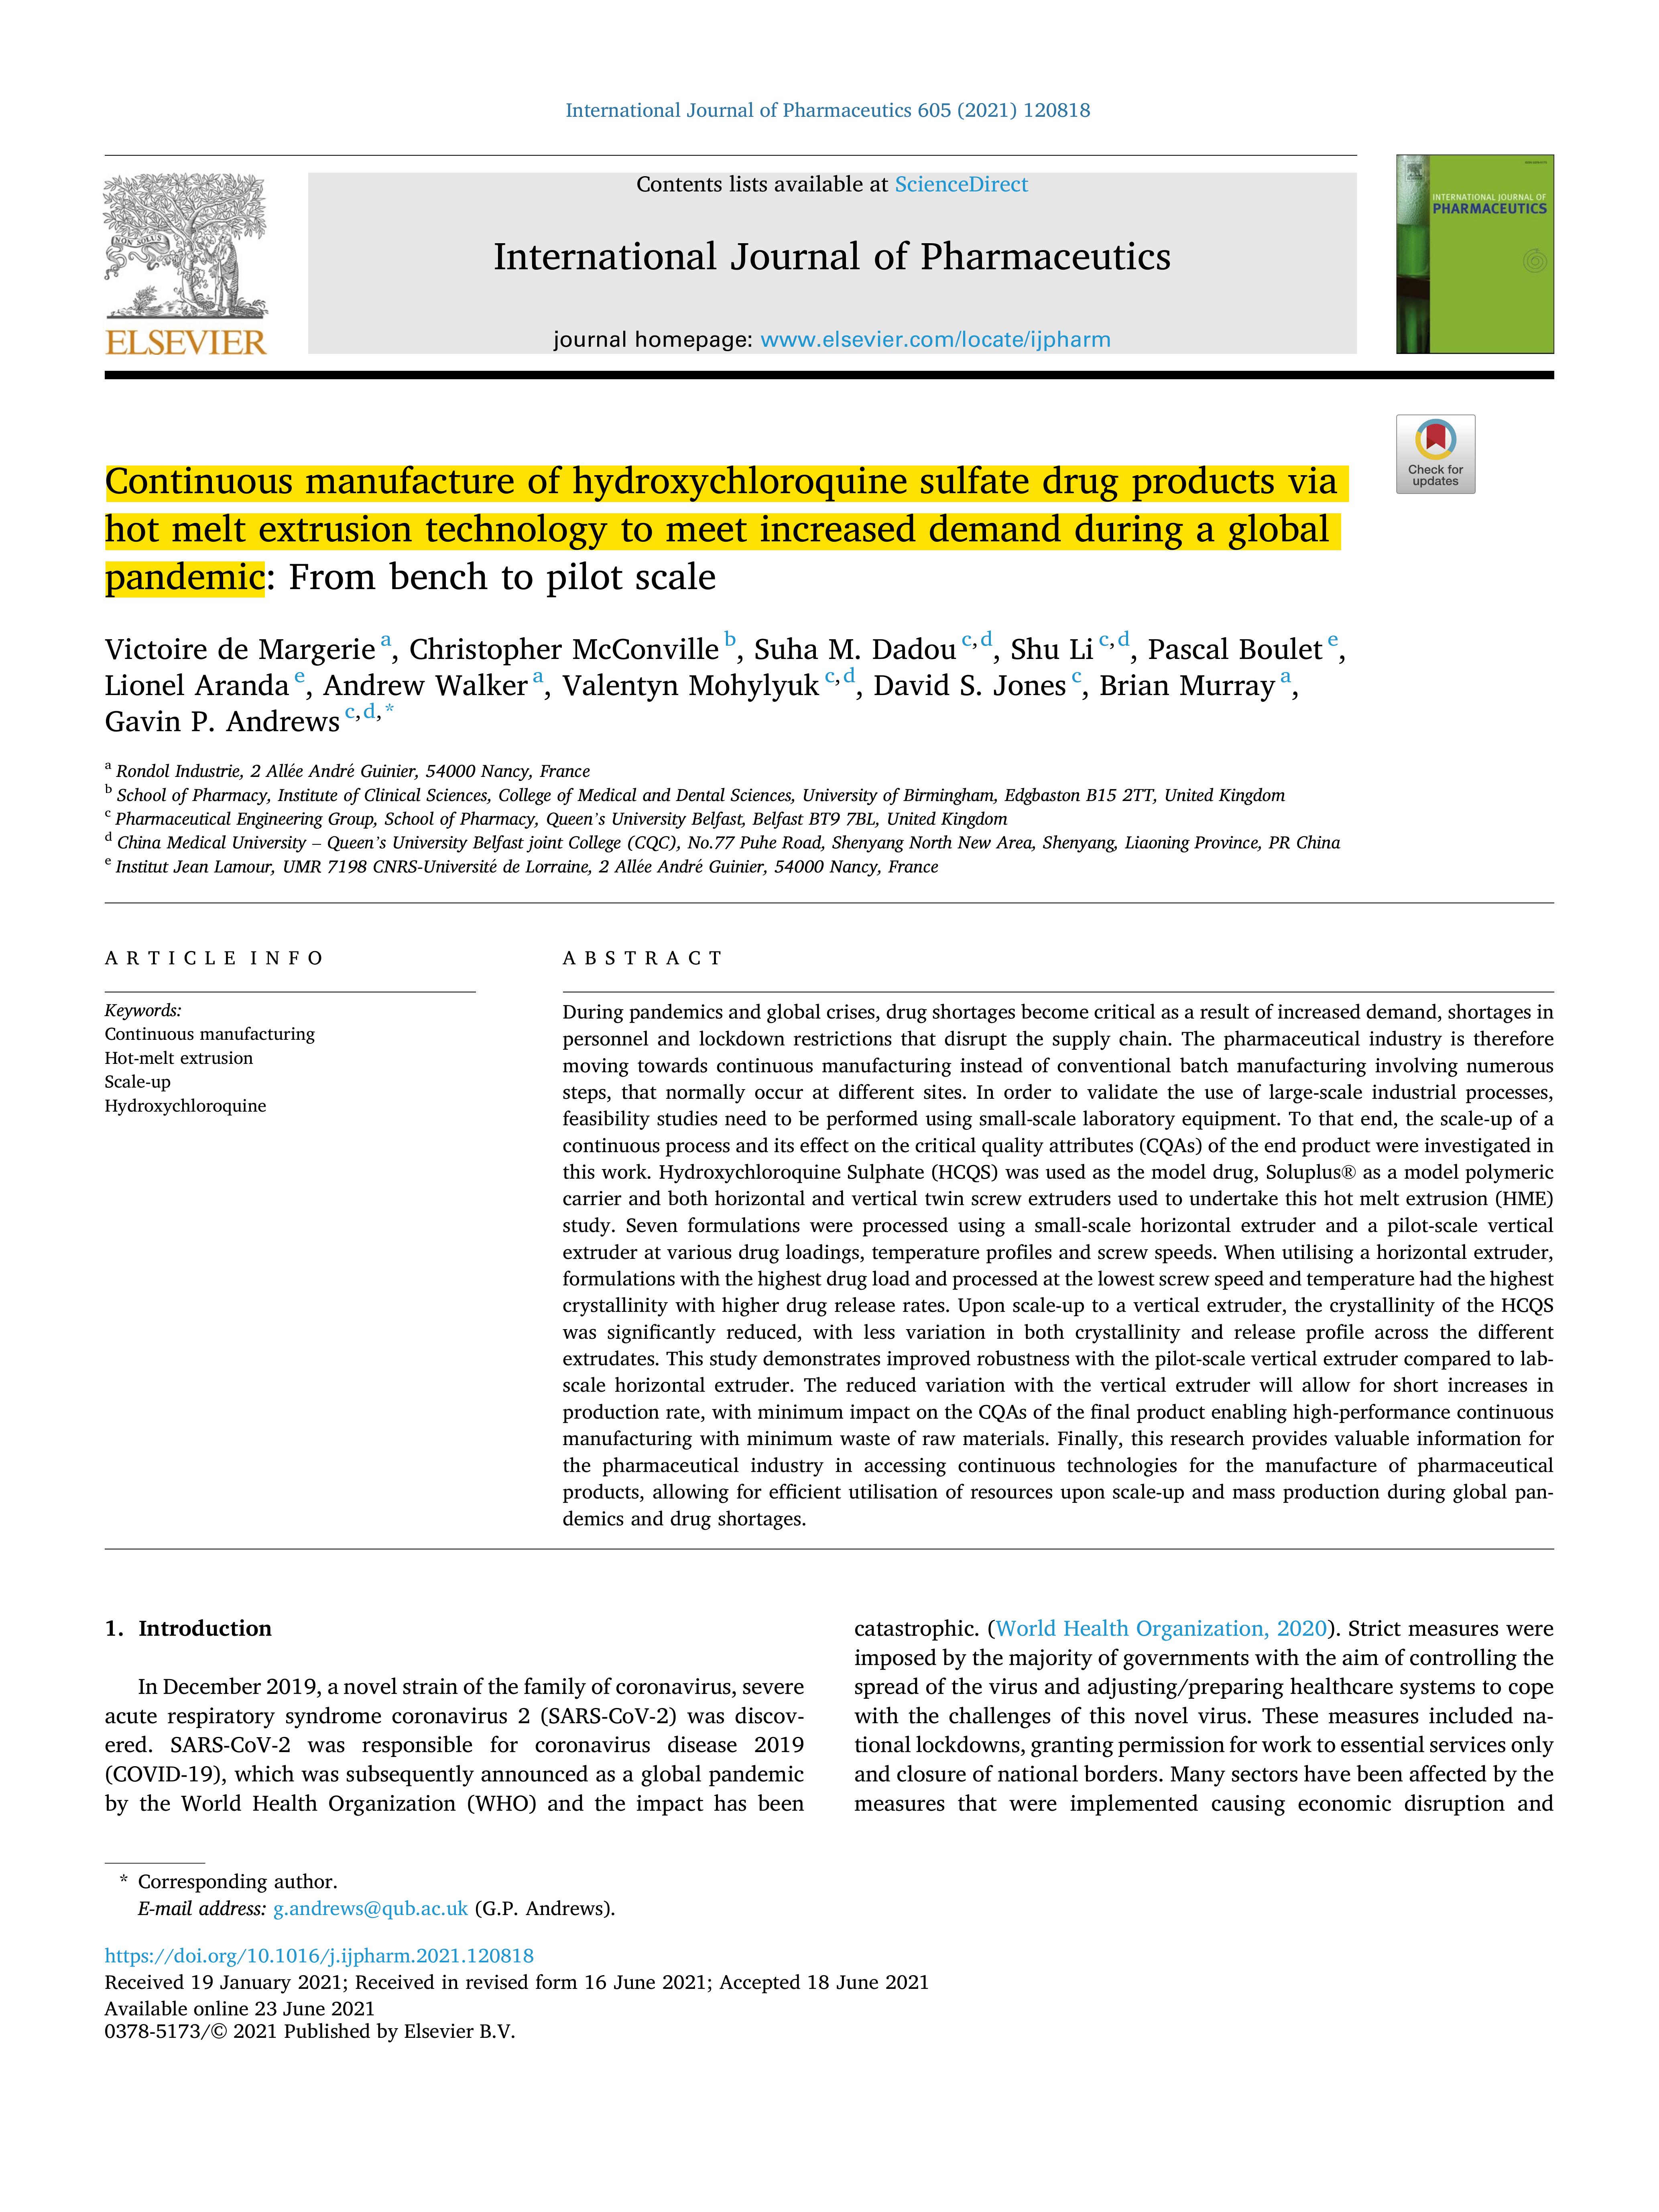 International Journal of Pharmaceutics 605 (2021) 120818
Contents lists available at ScienceDirect
International Journal of Pharmaceutics
journal homepage: www.elsevier.com/locate/ijpharm
NON SOLUS
ELSEVIER
INTERNATIONAL JOURNAL OF
PHARMACEUTICS
Check for
updates
Continuous manufacture of hydroxychloroquine sulfate drug products via
hot melt extrusion technology to meet increased demand during a global
pandemic: From bench to pilot scale
Victoire de Margerie a, Christopher McConville b, Suha M. Dadou c,d, Shu Li c,d, Pascal Boulet e,
Lionel Aranda e, Andrew Walker a, Valentyn Mohylyuk c,d, David S. Jones c, Brian Murray a,
Gavin P. Andrews c,d,*
a Rondol Industrie, 2 Allée André Guinier, 54000 Nancy, France
b School of Pharmacy, Institute of Clinical Sciences, College of Medical and Dental Sciences, University of Birmingham, Edgbaston B15 2TT, United Kingdom
c Pharmaceutical Engineering Group, School of Pharmacy, Queen's University Belfast, Belfast BT9 7BL, United Kingdom
d China Medical University – Queen's University Belfast joint College (CQC), No.77 Puhe Road, Shenyang North New Area, Shenyang, Liaoning Province, PR China
e Institut Jean Lamour, UMR 7198 CNRS-Université de Lorraine, 2 Allée André Guinier, 54000 Nancy, France
ARTICLE INFO
Keywords:
Continuous manufacturing
Hot-melt extrusion
Scale-up
Hydroxychloroquine
ABSTRACT
During pandemics and global crises, drug shortages become critical as a result of increased demand, shortages in
personnel and lockdown restrictions that disrupt the supply chain. The pharmaceutical industry is therefore
moving towards continuous manufacturing instead of conventional batch manufacturing involving numerous
steps, that normally occur at different sites. In order to validate the use of large-scale industrial processes,
feasibility studies need to be performed using small-scale laboratory equipment. To that end, the scale-up of a
continuous process and its effect on the critical quality attributes (CQAs) of the end product were investigated in
this work. Hydroxychloroquine Sulphate (HCQS) was used as the model drug, Soluplus® as a model polymeric
carrier and both horizontal and vertical twin screw extruders used to undertake this hot melt extrusion (HME)
study. Seven formulations were processed using a small-scale horizontal extruder and a pilot-scale vertical
extruder at various drug loadings, temperature profiles and screw speeds. When utilising a horizontal extruder,
formulations with the highest drug load and processed at the lowest screw speed and temperature had the highest
crystallinity with higher drug release rates. Upon scale-up to a vertical extruder, the crystallinity of the HCQS
was significantly reduced, with less variation in both crystallinity and release profile across the different
extrudates. This study demonstrates improved robustness with the pilot-scale vertical extruder compared to lab-
scale horizontal extruder. The reduced variation with the vertical extruder will allow for short increases in
production rate, with minimum impact on the CQAs of the final product enabling high-performance continuous
manufacturing with minimum waste of raw materials. Finally, this research provides valuable information for
the pharmaceutical industry in accessing continuous technologies for the manufacture of pharmaceutical
products, allowing for efficient utilisation of resources upon scale-up and mass production during global pan-
demics and drug shortages.
1. Introduction
In December 2019, a novel strain of the family of coronavirus, severe
acute respiratory syndrome coronavirus 2 (SARS-CoV-2) was discov-
ered. SARS-CoV-2 was responsible for coronavirus disease 2019
(COVID-19), which was subsequently announced as a global pandemic
by the World Health Organization (WHO) and the impact has been
catastrophic. (World Health Organization, 2020). Strict measures were
imposed by the majority of governments with the aim of controlling the
spread of the virus and adjusting/preparing healthcare systems to cope
with the challenges of this novel virus. These measures included na-
tional lockdowns, granting permission for work to essential services only
and closure of national borders. Many sectors have been affected by the
measures that were implemented causing economic disruption and
* Corresponding author.
E-mail address: g.andrews@qub.ac.uk (G.P. Andrews).
https://doi.org/10.1016/j.ijpharm.2021.120818
Received 19 January 2021; Received in revised form 16 June 2021; Accepted 18 June 2021
Available online 23 June 2021
0378-5173/© 2021 Published by Elsevier B.V.